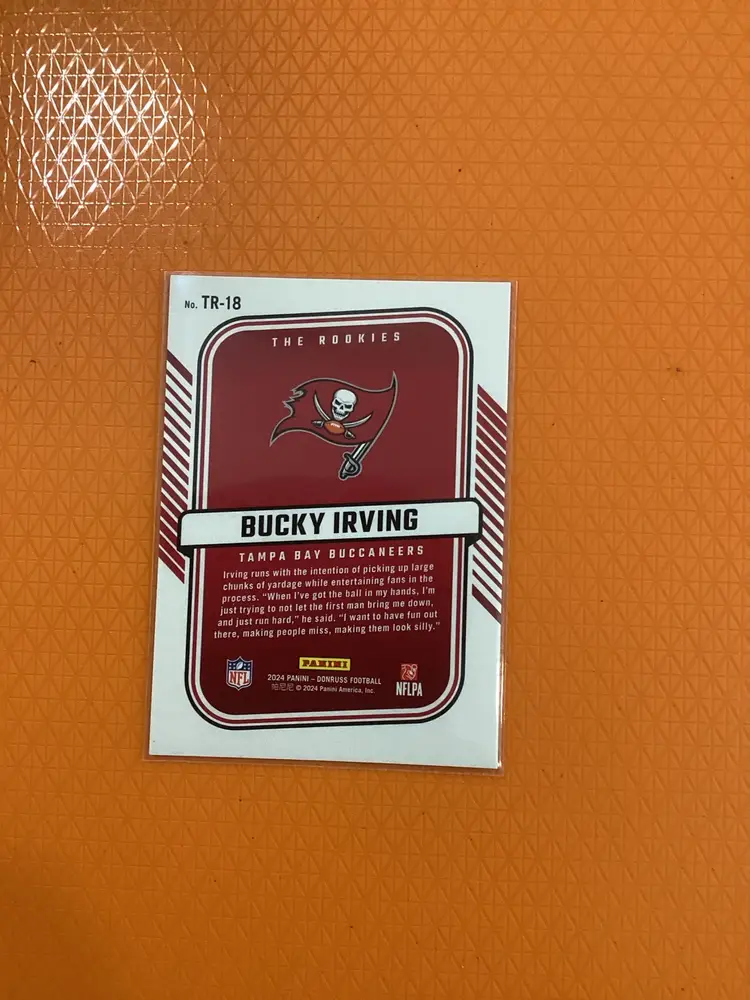 No. TR-18
THE ROOKIES
BUCKY IRVING
TAMPA BAY BUCCANEERS
Irving runs with the intention of picking up large
chunks of yardage while entertaining fans in the
process. “When I’ve got the ball in my hands, I’m
just trying to not let the first man bring me down,
and just run hard,” he said. “I want to have fun out
there, making people miss, making them look silly.”
PANINI
NFL
2024 PANINI – DONRUSS FOOTBALL
帕尼尼 © 2024 Panini America, Inc.
NFLPA